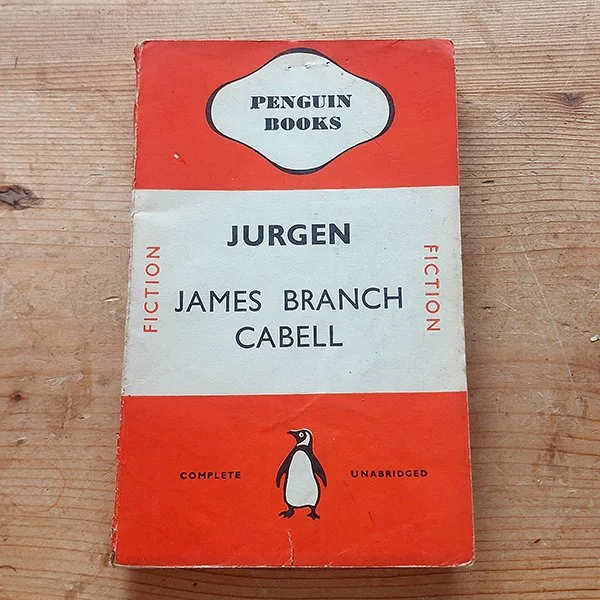 PENGUIN
BOOKS
JURGEN
FICTION
FICTION
JAMES BRANCH
CABELL
COMPLETE
UNABRIDGED